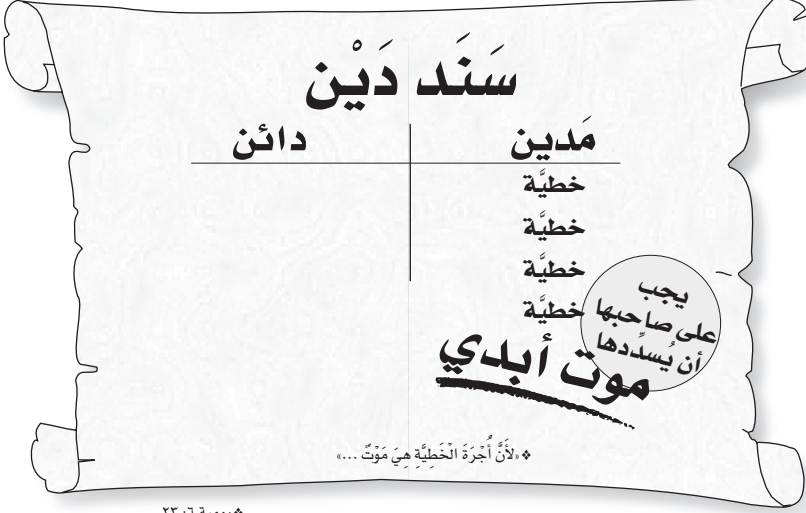 سَنَد دَيْن
مَدين دائن
خطيَّة
خطيَّة
خطيَّة
خطيَّة
يجب
على صاحبها
أن يُسدِّدها
موت أبدي
❖«لأَنَّ أُجْرَةَ الْخَطِيَّةِ هِيَ مَوْتٌ ...»